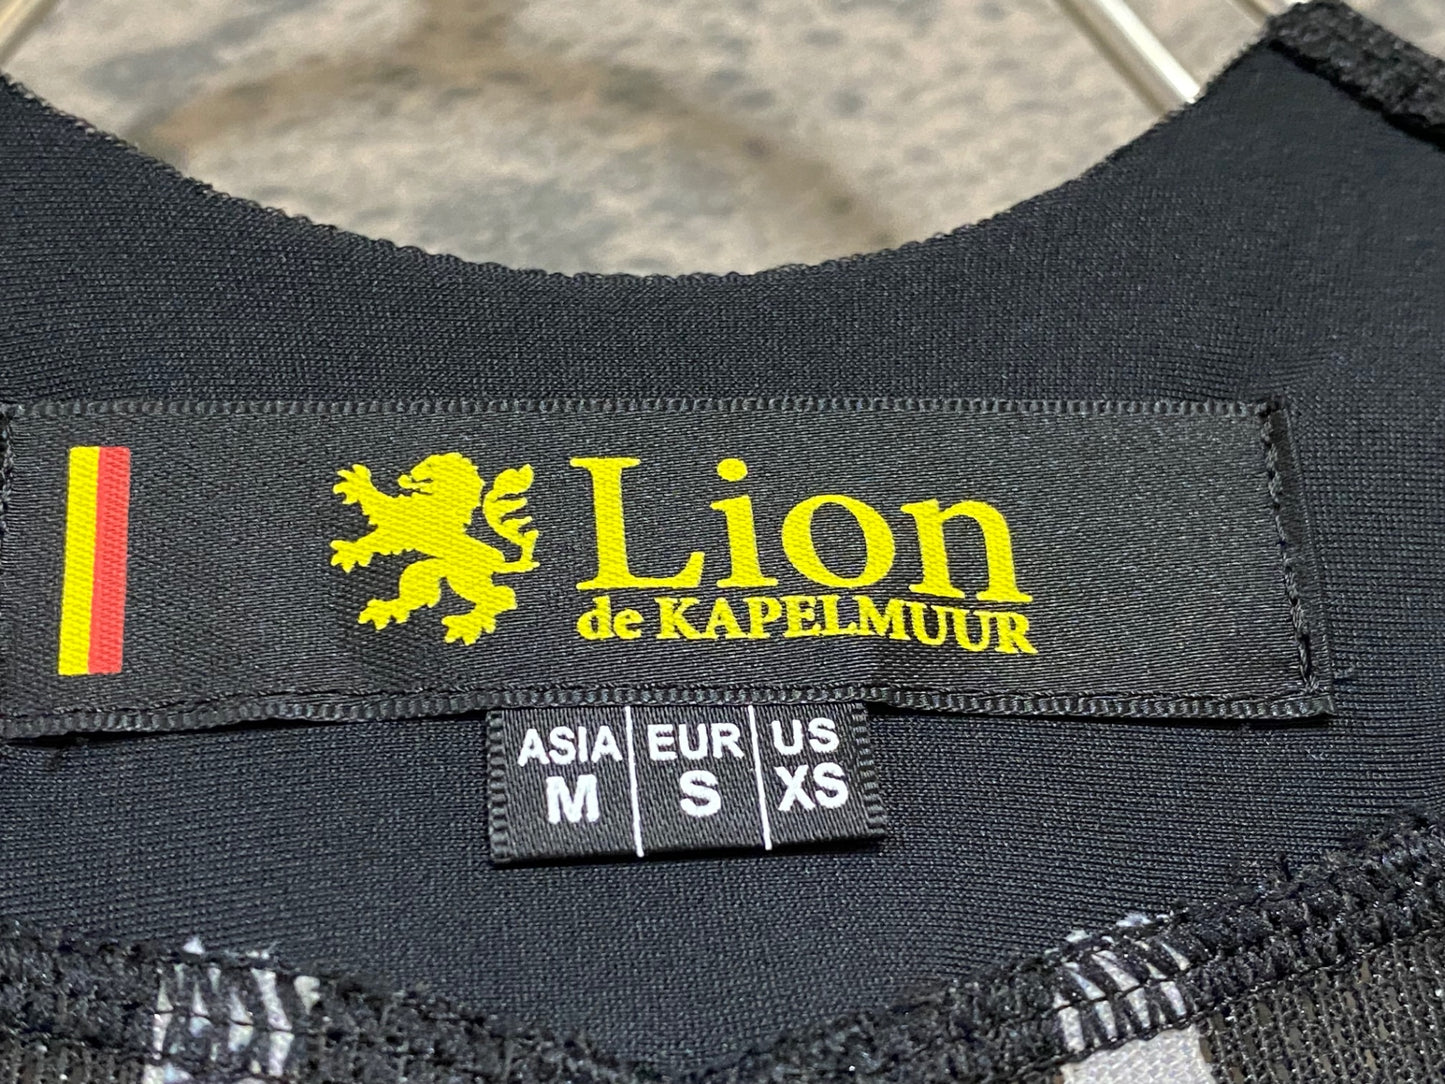 Lion
de KAPELMUUR
ASIA EUR US
M S XS